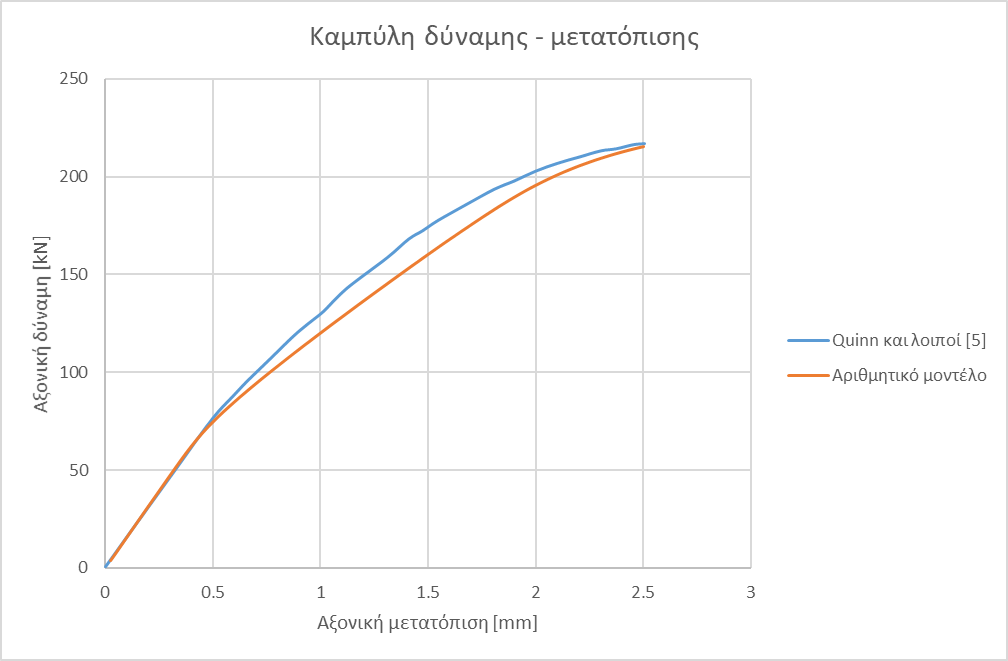 Καμπύλη δύναμης - μετατόπισης
250
200
150
100
50
0
Αξονική δύναμη [kN]
0
0.5
1
1.5
2
2.5
3
Αξονική μετατόπιση [mm]
Quinn και λοιποί [5]
Αριθμητικό μοντέλο